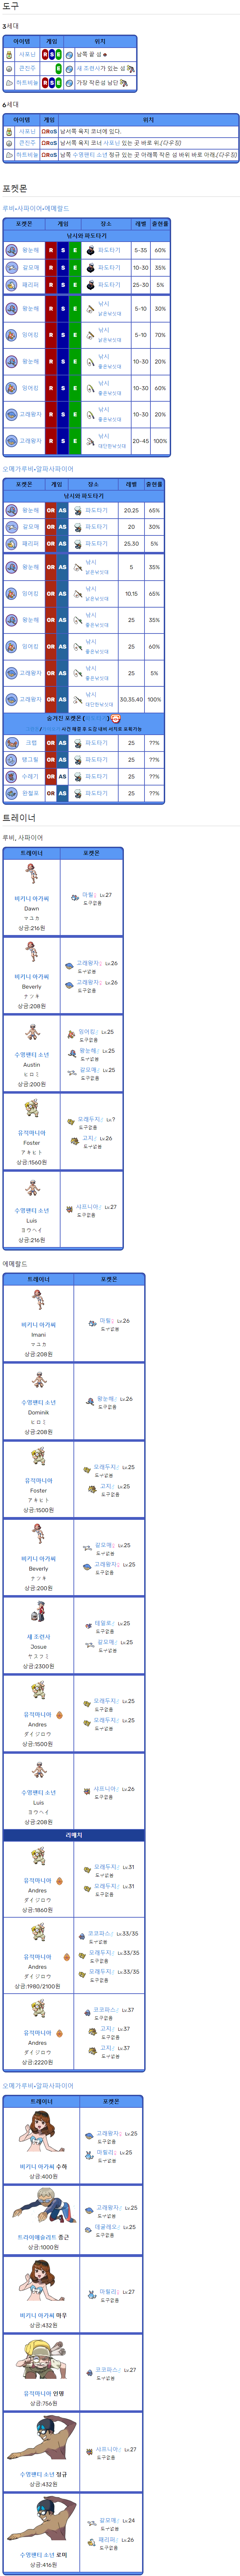 도구
3세대
아이템 게임 위치
사포닌 R S E 남쪽 끝 섬
큰진주 E 새 조련사가 있는 섬
하트비늘 R S E 가장 작은섬 남단
6세대
아이템 게임 위치
사포닌 ΩRαS 남서쪽 육지 코너에 있다.
큰진주 ΩRαS 남서쪽 육지 코너 사포닌 있는 곳 바로 위.(다우징)
하트비늘 ΩRαS 남쪽 수영팬티 소년 정규 있는 곳 아래쪽 작은 섬 바위 바로 아래.(다우징)
포켓몬
루비·사파이어·에메랄드
포켓몬 게임 장소 레벨 출현률
낚시와 파도타기
왕눈해 R S E 파도타기 5-35 60%
갈모매 R S E 파도타기 10-30 35%
패리퍼 R S E 파도타기 25-30 5%
왕눈해 R S E 낚시 낡은낚싯대 5-10 30%
잉어킹 R S E 낚시 낡은낚싯대 5-10 70%
왕눈해 R S E 낚시 좋은낚싯대 10-30 20%
잉어킹 R S E 낚시 좋은낚싯대 10-30 60%
고래왕자 R S E 낚시 좋은낚싯대 10-30 20%
고래왕자 R S E 낚시 대단한낚싯대 20-45 100%
오메가루비·알파사파이어
포켓몬 게임 장소 레벨 출현률
낚시와 파도타기
왕눈해 OR AS 파도타기 20,25 65%
갈모매 OR AS 파도타기 20 30%
패리퍼 OR AS 파도타기 25,30 5%
왕눈해 OR AS 낚시 낡은낚싯대 5 35%
잉어킹 OR AS 낚시 낡은낚싯대 10,15 65%
왕눈해 OR AS 낚시 좋은낚싯대 25 35%
잉어킹 OR AS 낚시 좋은낚싯대 25 60%
고래왕자 OR AS 낚시 좋은낚싯대 25 5%
고래왕자 OR AS 낚시 대단한낚싯대 30,35,40 100%
숨겨진 포켓몬
크랩 OR AS 파도타기 25 ??%
탱그릴 OR AS 파도타기 25 ??%
수레기 OR 파도타기 25 ??%
완철포 AS 파도타기 25 ??%
트레이너
루비, 사파이어
트레이너 포켓몬
비키니 아가씨
Dawn
マユカ
상금:216원
마릴♀ Lv.27
도구없음
비키니 아가씨
Beverly
ナツキ
상금:208원
고래왕자♀ Lv.26
도구없음
고래왕자♀ Lv.26
도구없음
수영팬티 소년
Austin
ヒロミ
상금:200원
잉어킹♂ Lv.25
도구없음
왕눈해♂ Lv.25
도구없음
갈모매♂ Lv.25
도구없음
유적마니아
Foster
アキヒト
상금:1560원
모래두지♂ Lv.?
도구없음
고지♂ Lv.26
도구없음
수영팬티 소년
Luis
ヨウヘイ
상금:216원
샤프니아♂ Lv.27
도구없음
에메랄드
트레이너 포켓몬
비키니 아가씨
Imani
マユカ
상금:208원
마릴♀ Lv.26
도구없음
수영팬티 소년
Dominik
ヒロミ
상금:208원
왕눈해♂ Lv.26
도구없음
유적마니아
Foster
アキヒト
상금:1500원
모래두지♂ Lv.25
도구없음
고지♂ Lv.25
도구없음
비키니 아가씨
Beverly
ナツキ
상금:200원
갈모매♀ Lv.25
도구없음
고래왕자♀ Lv.25
도구없음
새 조련사
Josue
ヤスフミ
상금:2300원
테일로♂ Lv.25
도구없음
갈모매♂ Lv.25
도구없음
유적마니아
Andres
ダイジロウ
상금:1500원
모래두지♂ Lv.25
도구없음
모래두지♂ Lv.25
도구없음
수영팬티 소년
Luis
ヨウヘイ
상금:208원
샤프니아♂ Lv.26
도구없음
리매치
유적마니아
Andres
ダイジロウ
상금:1860원
모래두지♂ Lv.31
도구없음
모래두지♂ Lv.31
도구없음
유적마니아
Andres
ダイジロウ
상금:1980/2100원
코코파스♂ Lv.33/35
도구없음
모래두지♂ Lv.33/35
도구없음
모래두지♂ Lv.33/35
도구없음
유적마니아
Andres
ダイジロウ
상금:2220원
코코파스♂ Lv.37
도구없음
고지♂ Lv.37
도구없음
고지♂ Lv.37
도구없음
오메가루비·알파사파이어
트레이너 포켓몬
비키니 아가씨 수하
상금:400원
고래왕자♀ Lv.25
도구없음
마릴리♀ Lv.25
도구없음
트라이애슬리트 종근
상금:1000원
고래왕자♂ Lv.25
도구없음
대굴레오♂ Lv.25
도구없음
비키니 아가씨 마우
상금:432원
마릴리♀ Lv.27
도구없음
유적마니아 인명
상금:756원
코코파스♂ Lv.27
도구없음
수영팬티 소년 정규
상금:432원
샤프니아♂ Lv.27
도구없음
수영팬티 소년 로미
상금:416원
갈모매♂ Lv.24
도구없음
패리퍼♂ Lv.26
도구없음